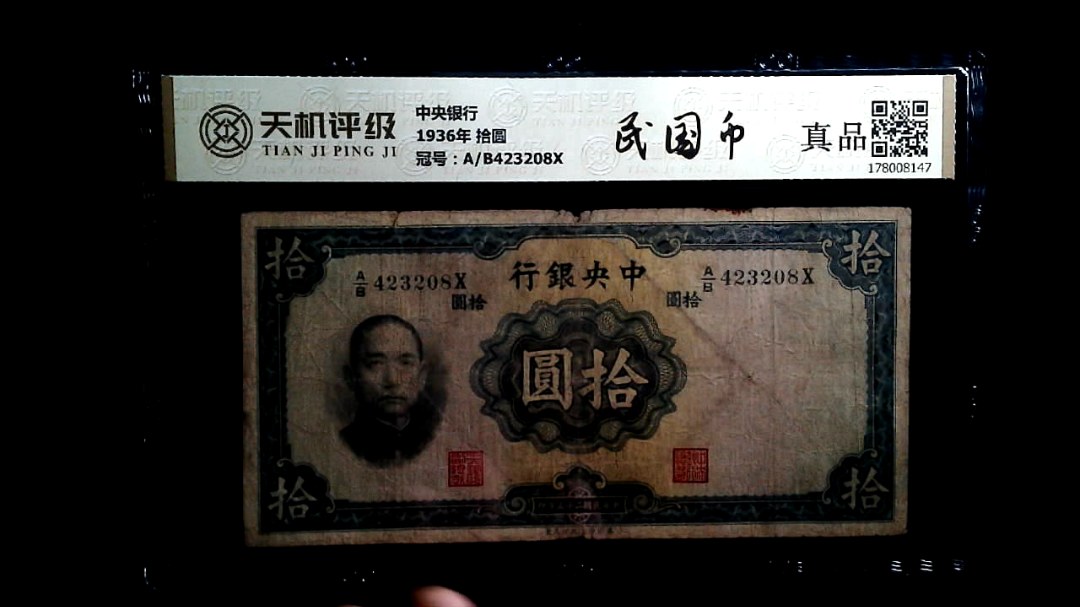 天机评级
TIAN JI PING JI
中央银行
1936年 拾圆
冠号：A/B423208X
民国币
真品
178008147
拾
拾
A/B 423208X
行銀央中
A/B 423208X
圓拾
圓拾
圓拾
拾
拾